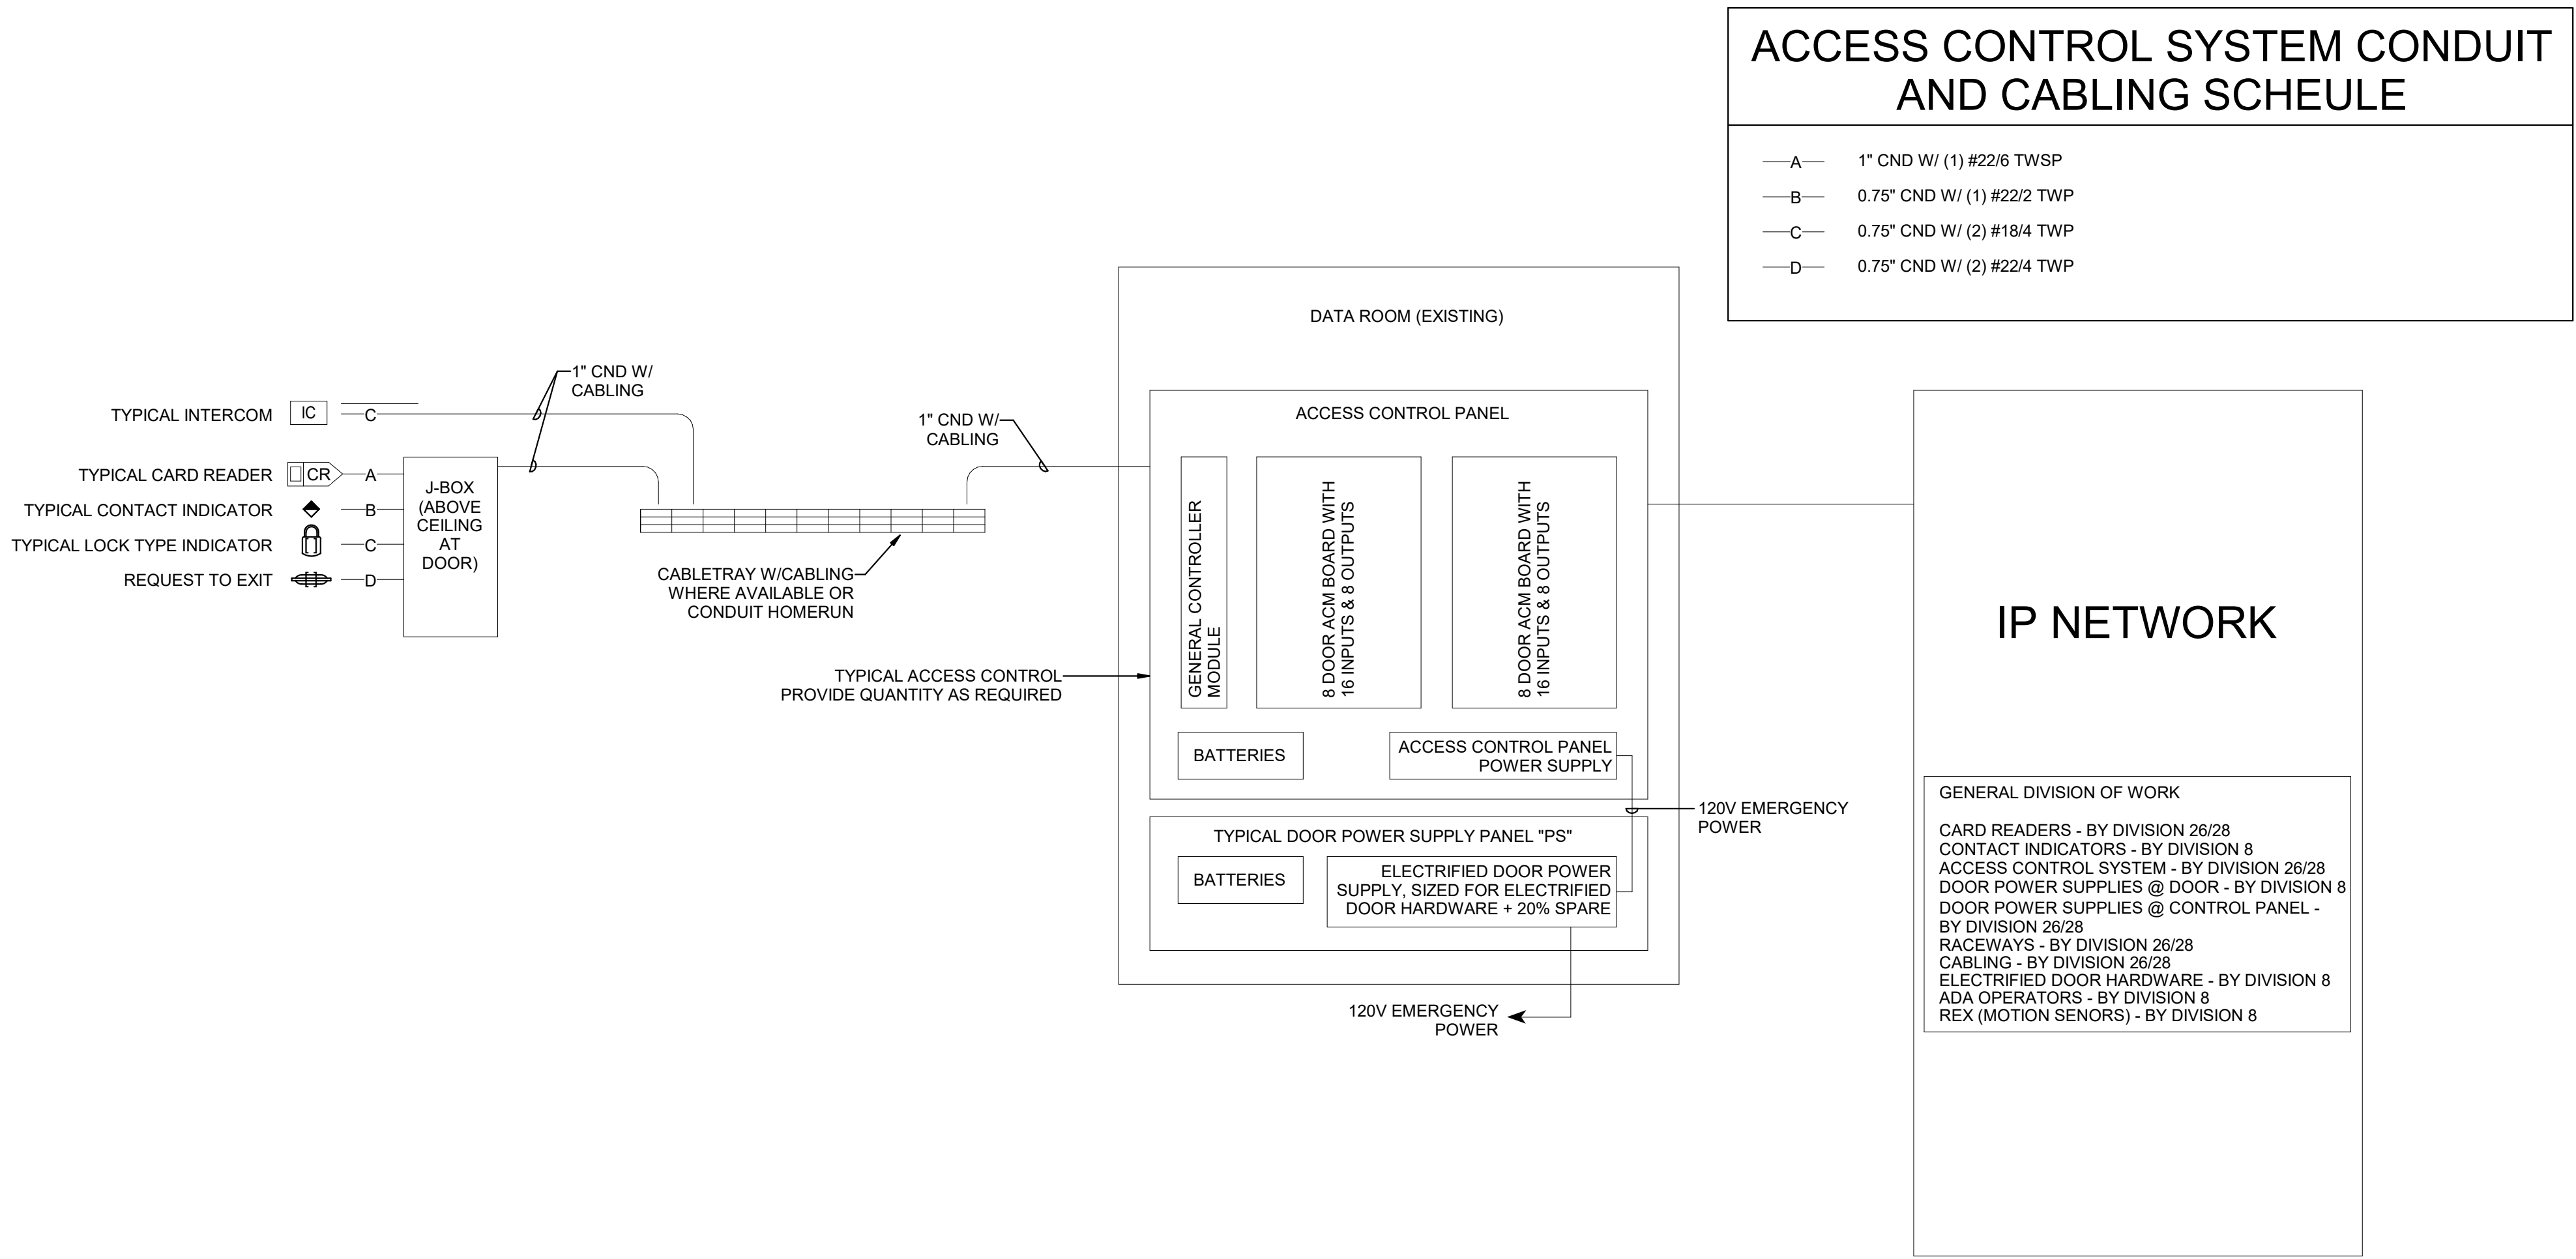 ACCESS CONTROL SYSTEM CONDUIT
AND CABLING SCHEULE
A 1" CND W/ (1) #22/6 TWSP
B 0.75" CND W/ (1) #22/2 TWP
C 0.75" CND W/ (2) #18/4 TWP
D 0.75" CND W/ (2) #22/4 TWP
1" CND W/
CABLING
TYPICAL INTERCOM IC C
TYPICAL CARD READER CR A
TYPICAL CONTACT INDICATOR B
TYPICAL LOCK TYPE INDICATOR C
REQUEST TO EXIT D
J-BOX
(ABOVE
CEILING
AT
DOOR)
CABLETRAY W/CABLING
WHERE AVAILABLE OR
CONDUIT HOMERUN
1" CND W/
CABLING
TYPICAL ACCESS CONTROL
PROVIDE QUANTITY AS REQUIRED
DATA ROOM (EXISTING)
ACCESS CONTROL PANEL
GENERAL CONTROLLER
MODULE
8 DOOR ACM BOARD WITH
16 INPUTS & 8 OUTPUTS
8 DOOR ACM BOARD WITH
16 INPUTS & 8 OUTPUTS
BATTERIES
ACCESS CONTROL PANEL
POWER SUPPLY
120V EMERGENCY
POWER
TYPICAL DOOR POWER SUPPLY PANEL "PS"
BATTERIES
ELECTRIFIED DOOR POWER
SUPPLY, SIZED FOR ELECTRIFIED
DOOR HARDWARE + 20% SPARE
120V EMERGENCY
POWER
IP NETWORK
GENERAL DIVISION OF WORK
CARD READERS - BY DIVISION 26/28
CONTACT INDICATORS - BY DIVISION 8
ACCESS CONTROL SYSTEM - BY DIVISION 26/28
DOOR POWER SUPPLIES @ DOOR - BY DIVISION 8
DOOR POWER SUPPLIES @ CONTROL PANEL -
BY DIVISION 26/28
RACEWAYS - BY DIVISION 26/28
CABLING - BY DIVISION 26/28
ELECTRIFIED DOOR HARDWARE - BY DIVISION 8
ADA OPERATORS - BY DIVISION 8
REX (MOTION SENORS) - BY DIVISION 8